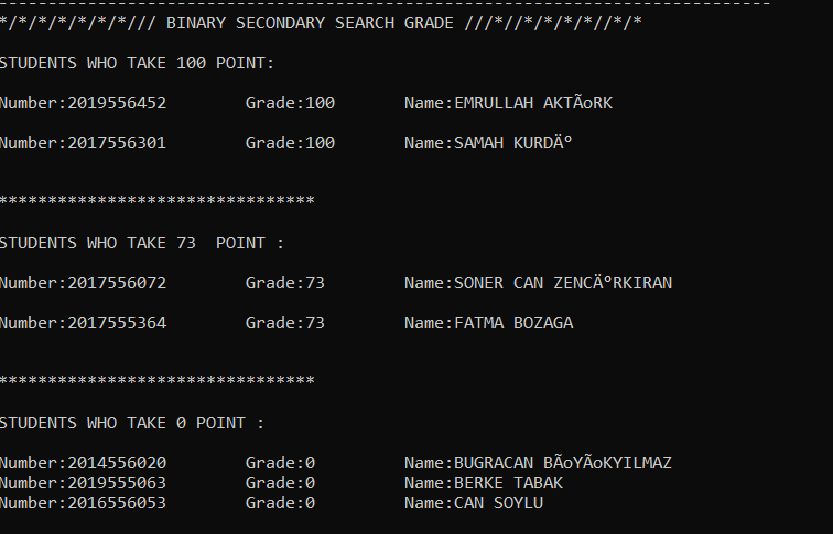 --------------------------------------------------------------------------------
*/*/*/*/*/*/*/// BINARY SECONDARY SEARCH GRADE ///*//*/*/*/*//*/*
STUDENTS WHO TAKE 100 POINT:
Number:2019556452 Grade:100 Name:EMRULLAH AKTÃoRK
Number:2017556301 Grade:100 Name:SAMAH KURDÄº
********************************
STUDENTS WHO TAKE 73  POINT :
Number:2017556072 Grade:73 Name:SONER CAN ZENCÄºRKIRAN
Number:2017555364 Grade:73 Name:FATMA BOZAGA
********************************
STUDENTS WHO TAKE 0 POINT :
Number:2014556020 Grade:0 Name:BUGRACAN BÃoYÃoKYILMAZ
Number:2019555063 Grade:0 Name:BERKE TABAK
Number:2016556053 Grade:0 Name:CAN SOYLU